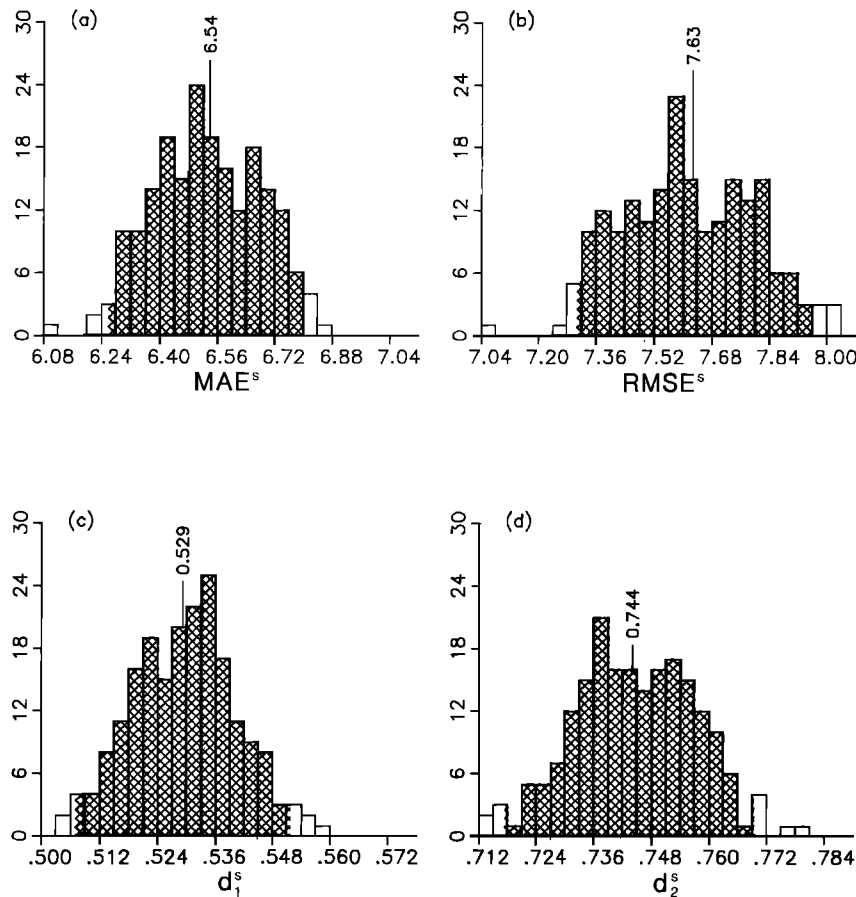 (a)
30
24
18
12
6
0
6.54
6.08 6.24 6.40 6.56 6.72 6.88 7.04
MAEˢ
(b)
30
24
18
12
6
0
7.63
7.04 7.20 7.36 7.52 7.68 7.84 8.00
RMSEˢ
(c)
30
24
18
12
6
0
0.529
.500 .512 .524 .536 .548 .560 .572
d₁ˢ
(d)
30
24
18
12
6
0
0.744
.712 .724 .736 .748 .760 .772 .784
d₂ˢ